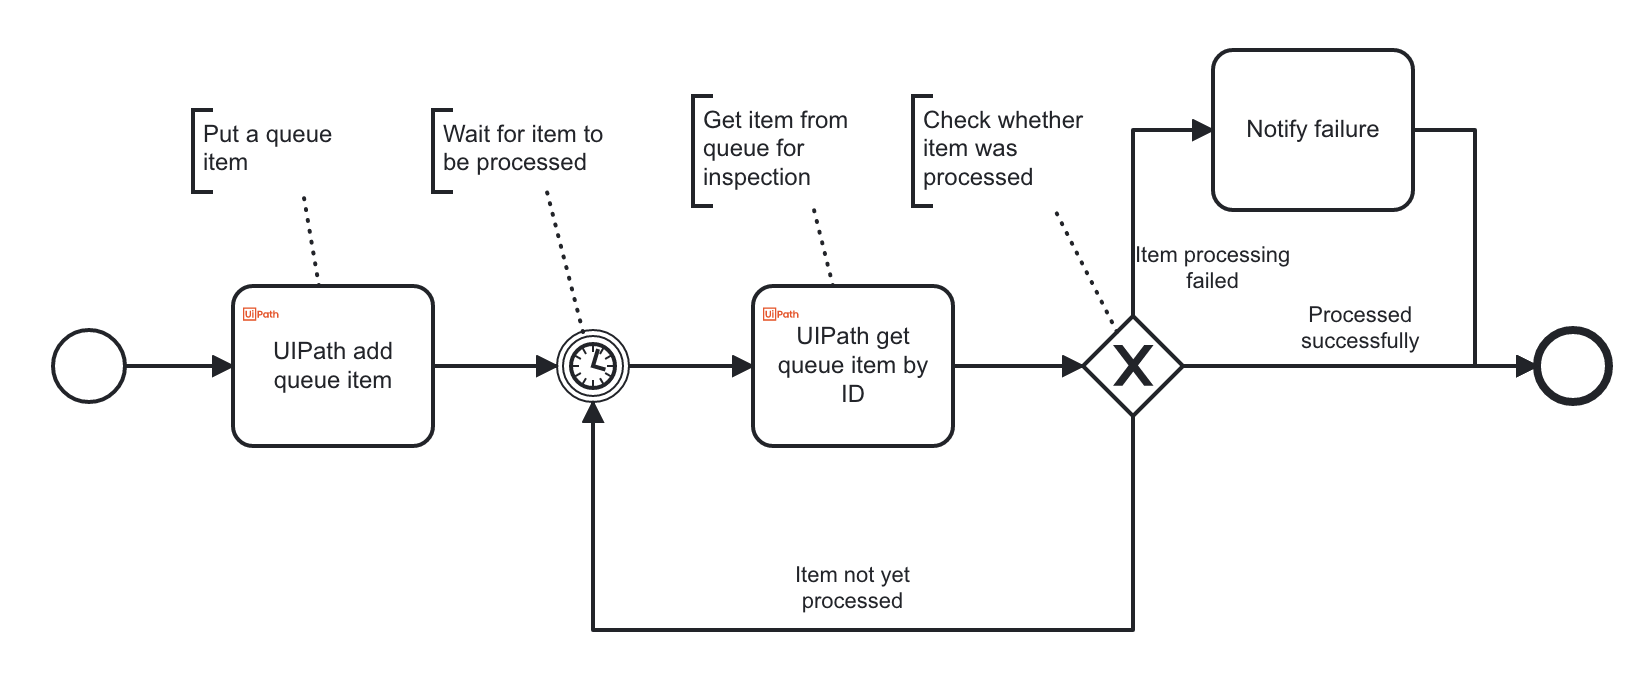 Put a queue
item
Wait for item to
be processed
Get item from
queue for
inspection
Check whether
item was
processed
Notify failure
Item processing
failed
Processed
successfully
UiPath
UIPath add
queue item
UiPath
UIPath get
queue item by
ID
X
Item not yet
processed